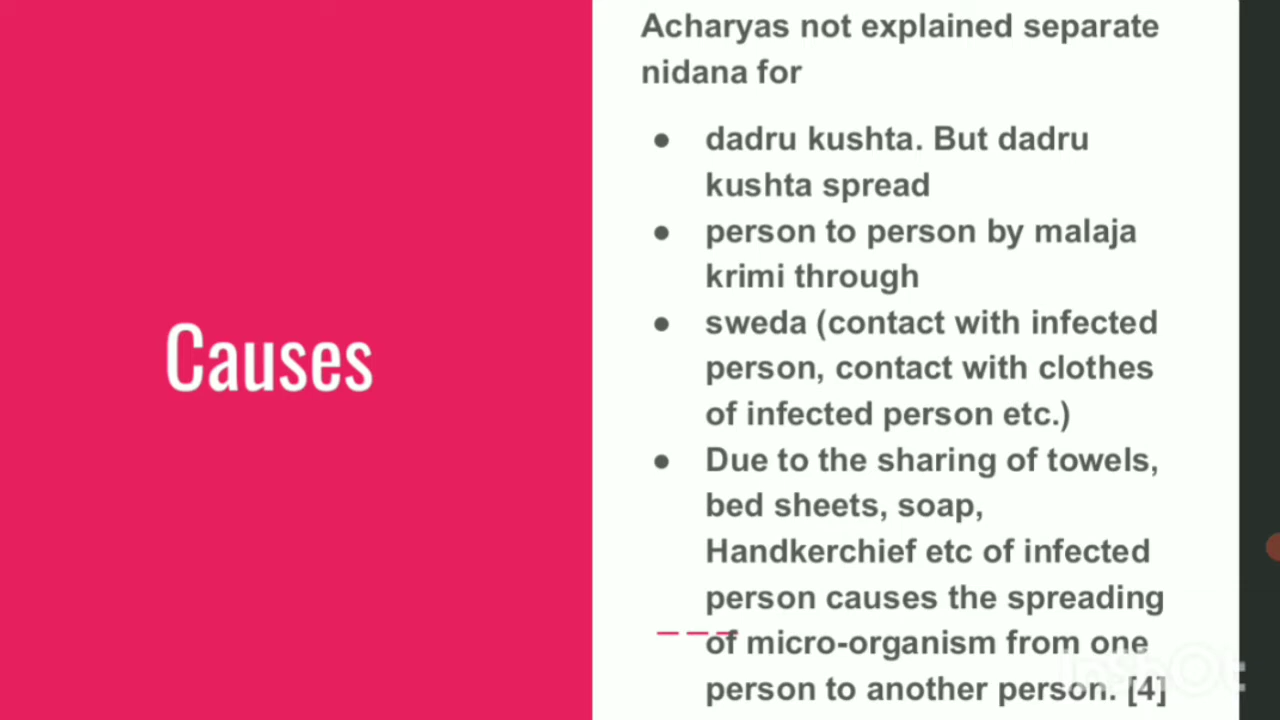 Causes
Acharyas not explained separate
nidana for
● dadru kushta. But dadru
kushta spread
● person to person by malaja
krimi through
● sweda (contact with infected
person, contact with clothes
of infected person etc.)
● Due to the sharing of towels,
bed sheets, soap,
Handkerchief etc of infected
person causes the spreading
of micro-organism from one
person to another person. [4]
InShOt